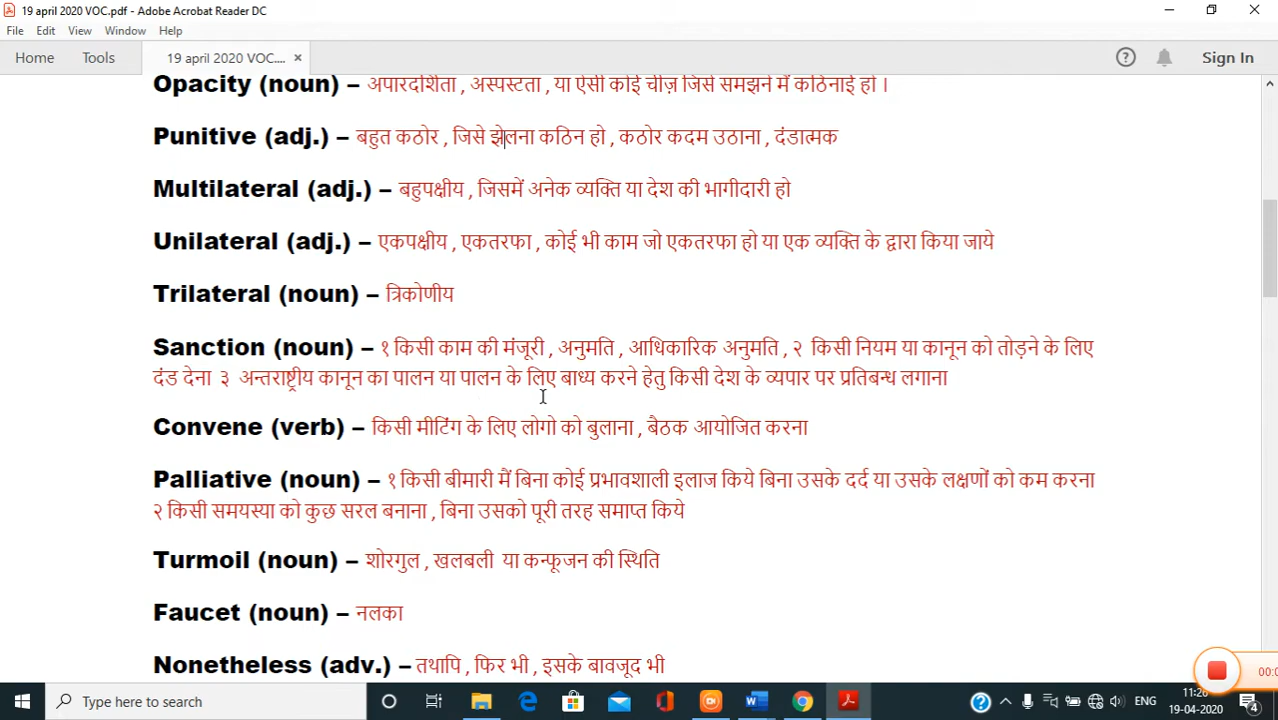 19 april 2020 VOC.pdf - Adobe Acrobat Reader DC
File Edit View Window Help
Home Tools 19 april 2020 VOC.... × Sign In
Opacity (noun) – अपारदर्शिता , अस्पस्टता , या ऐसी कोई चीज़ जिसे समझने में कठिनाई हो ।
Punitive (adj.) – बहुत कठोर , जिसे झेलना कठिन हो , कठोर कदम उठाना , दंडात्मक
Multilateral (adj.) – बहुपक्षीय , जिसमें अनेक व्यक्ति या देश की भागीदारी हो
Unilateral (adj.) – एकपक्षीय , एकतरफा , कोई भी काम जो एकतरफा हो या एक व्यक्ति के द्वारा किया जाये
Trilateral (noun) – त्रिकोणीय
Sanction (noun) – १ किसी काम की मंजूरी , अनुमति , आधिकारिक अनुमति , २ किसी नियम या कानून को तोड़ने के लिए
दंड देना ३ अन्तराष्ट्रीय कानून का पालन या पालन के लिए बाध्य करने हेतु किसी देश के व्यपार पर प्रतिबन्ध लगाना
Convene (verb) – किसी मीटिंग के लिए लोगो को बुलाना , बैठक आयोजित करना
Palliative (noun) – १ किसी बीमारी मैं बिना कोई प्रभावशाली इलाज किये बिना उसके दर्द या उसके लक्षणों को कम करना
२ किसी समयस्या को कुछ सरल बनाना , बिना उसको पूरी तरह समाप्त किये
Turmoil (noun) – शोरगुल , खलबली या कन्फूजन की स्थिति
Faucet (noun) – नलका
Nonetheless (adv.) – तथापि , फिर भी , इसके बावजूद भी
Type here to search
ENG
19-04-2020
4